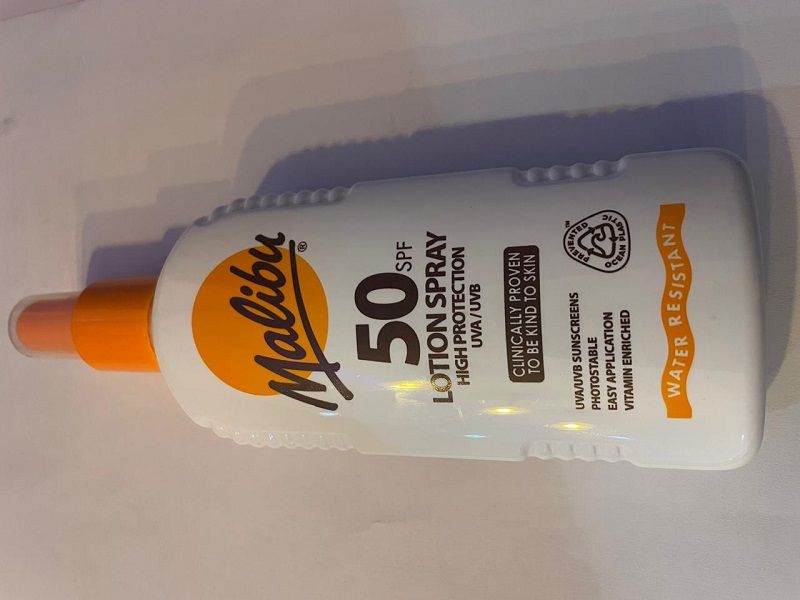 Malibu®
50 SPF
LOTION SPRAY
HIGH PROTECTION
UVA/UVB
CLINICALLY PROVEN
TO BE KIND TO SKIN
UVA/UVB SUNSCREENS
PHOTOSTABLE
EASY APPLICATION
VITAMIN ENRICHED
PREVENTED
OCEAN PLASTIC™
WATER RESISTANT